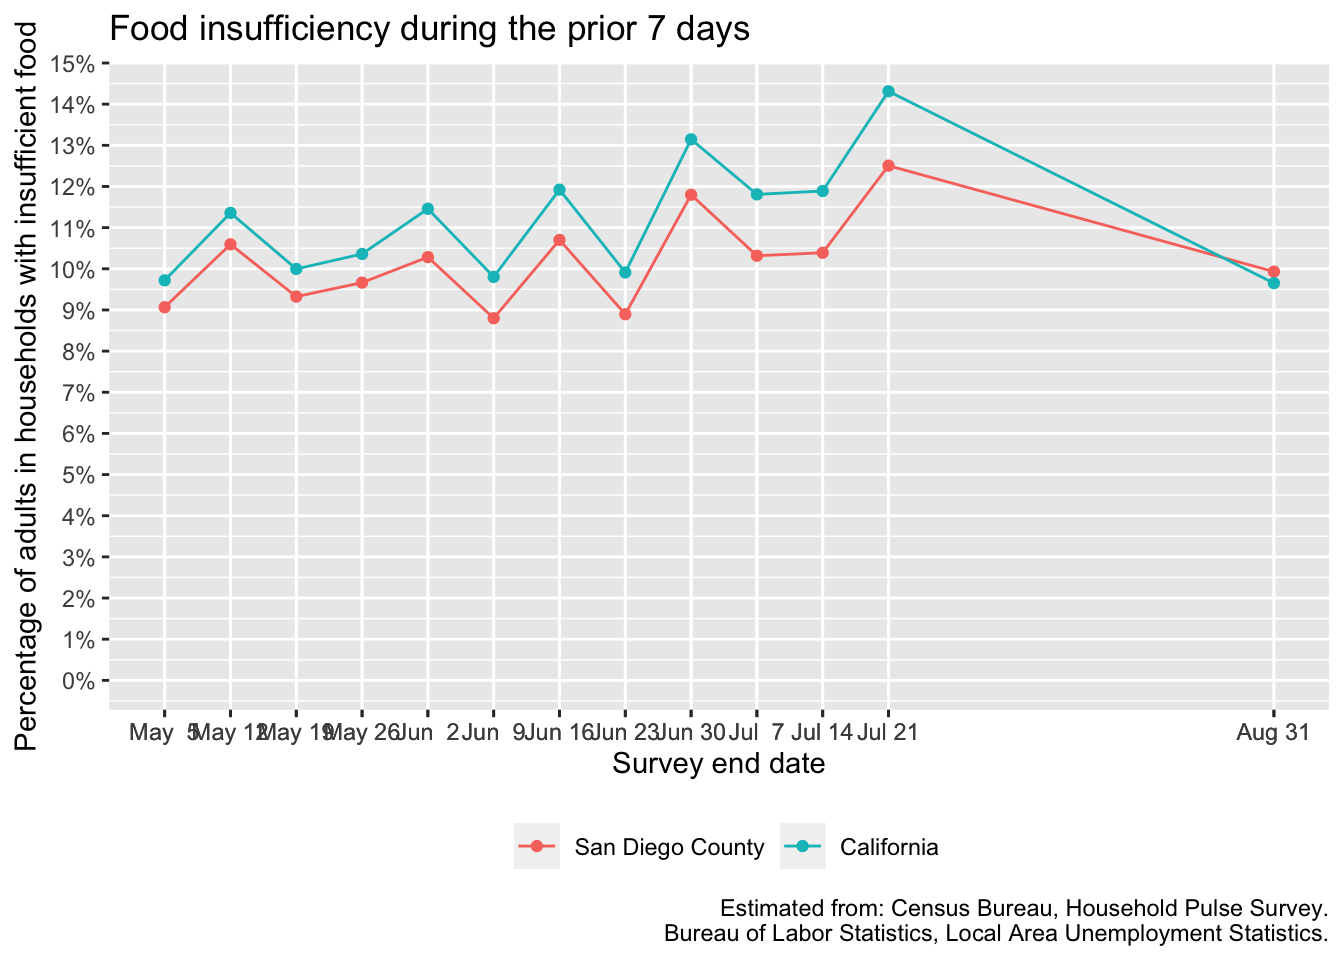 Food insufficiency during the prior 7 days
Percentage of adults in households with insufficient food
15%
14%
13%
12%
11%
10%
9%
8%
7%
6%
5%
4%
3%
2%
1%
0%
May 5 May 12 May 19 May 26 Jun 2 Jun 9 Jun 16 Jun 23 Jun 30 Jul 7 Jul 14 Jul 21 Aug 31
Survey end date
San Diego County California
Estimated from: Census Bureau, Household Pulse Survey.
Bureau of Labor Statistics, Local Area Unemployment Statistics.